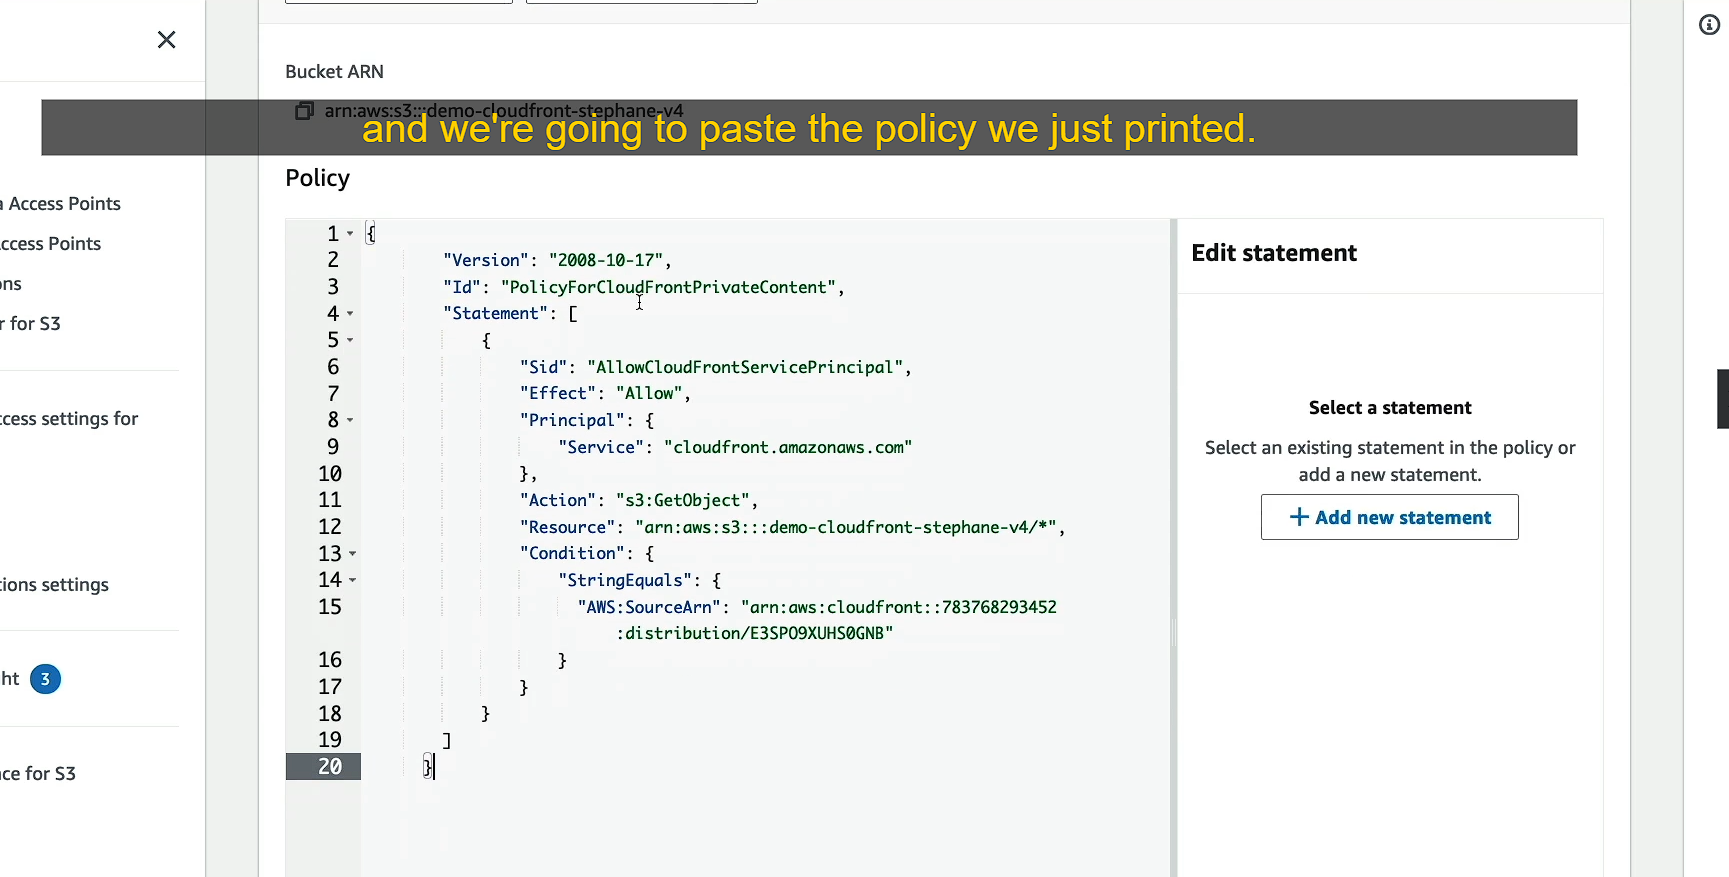 Bucket ARN
arn:aws:s3:::demo-cloudfront-stephane-v4
and we're going to paste the policy we just printed.
Policy
a Access Points
ccess Points
ons
r for S3
ccess settings for
tions settings
ht 3
ce for S3
1 {
2 "Version": "2008-10-17",
3 "Id": "PolicyForCloudFrontPrivateContent",
4 "Statement": [
5 {
6 "Sid": "AllowCloudFrontServicePrincipal",
7 "Effect": "Allow",
8 "Principal": {
9 "Service": "cloudfront.amazonaws.com"
10 },
11 "Action": "s3:GetObject",
12 "Resource": "arn:aws:s3:::demo-cloudfront-stephane-v4/*",
13 "Condition": {
14 "StringEquals": {
15 "AWS:SourceArn": "arn:aws:cloudfront::783768293452
:distribution/E3SPO9XUHS0GNB"
16 }
17 }
18 }
19 ]
20 }
Edit statement
Select a statement
Select an existing statement in the policy or
add a new statement.
+ Add new statement